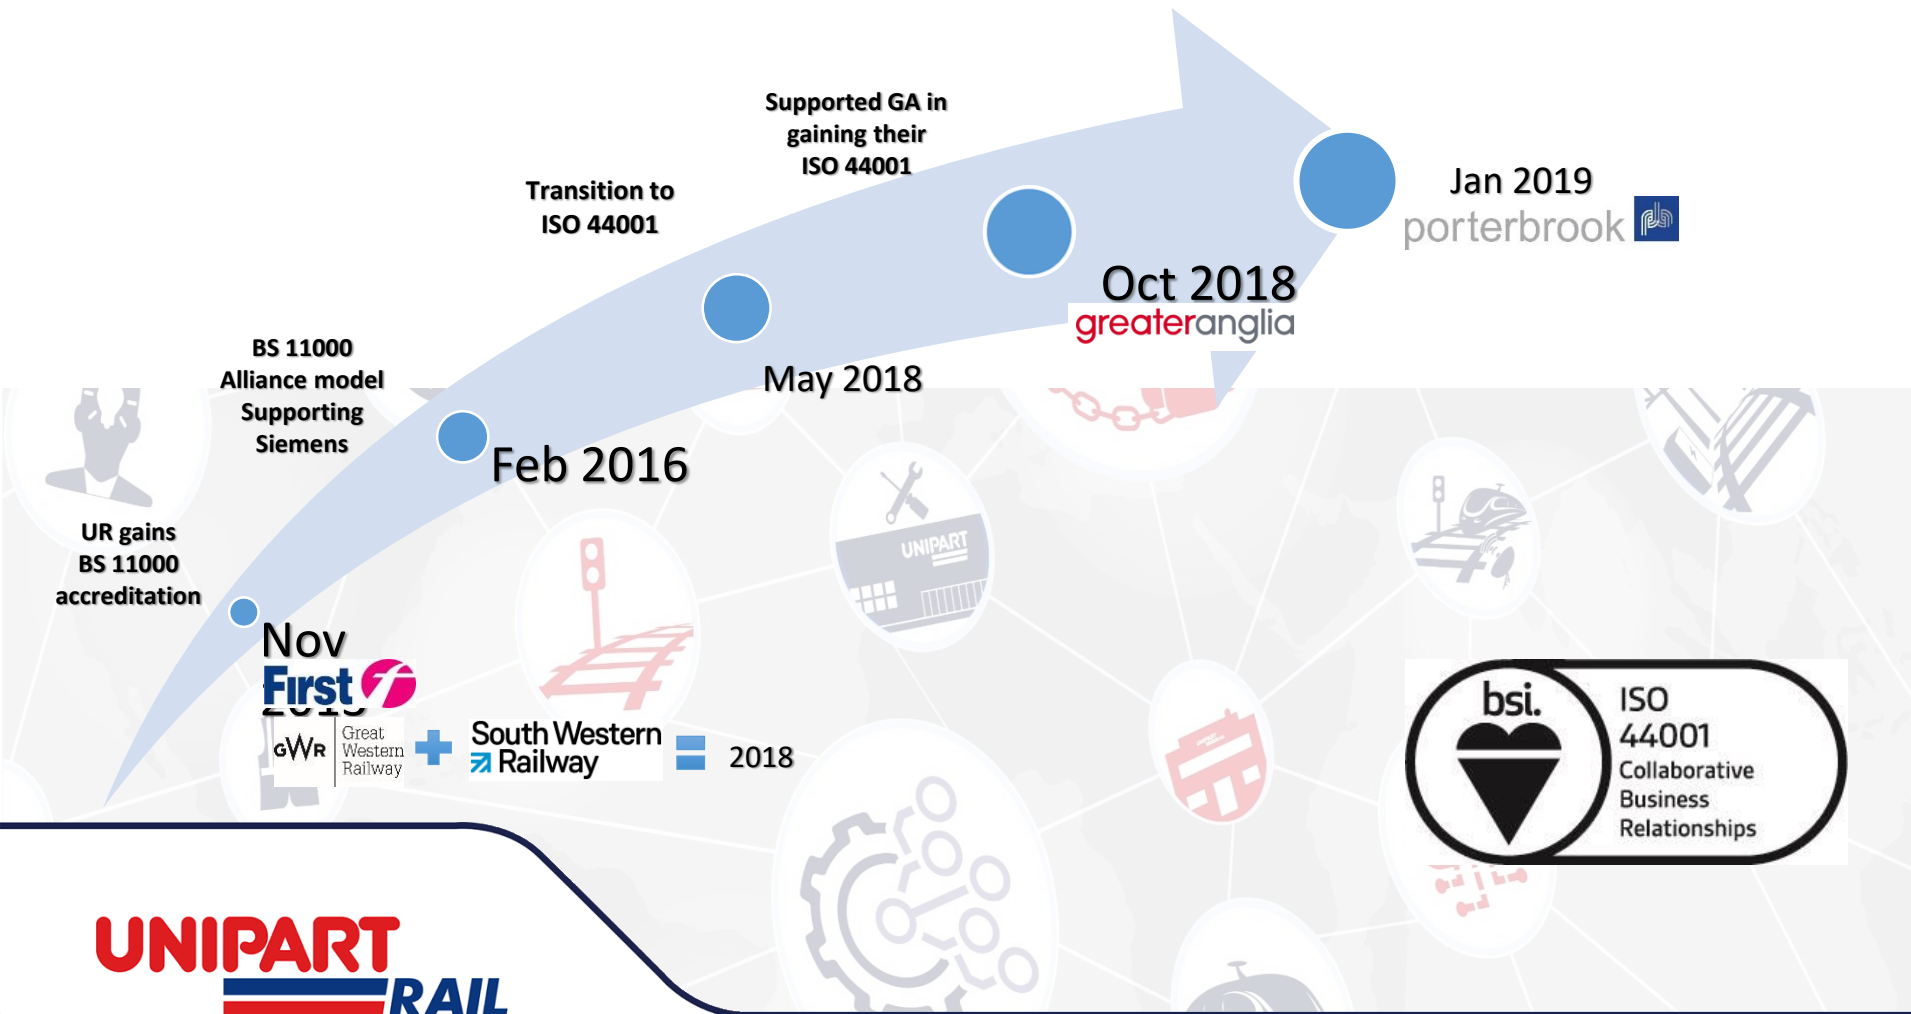 Supported GA in
gaining their
ISO 44001
Transition to
ISO 44001
Jan 2019
porterbrook
Oct 2018
greateranglia
BS 11000
Alliance model
Supporting
Siemens
May 2018
Feb 2016
UR gains
BS 11000
accreditation
Nov
First
GWR
Great
Western
Railway
South Western
Railway
2018
UNIPART
bsi.
ISO
44001
Collaborative
Business
Relationships
UNIPART
RAIL